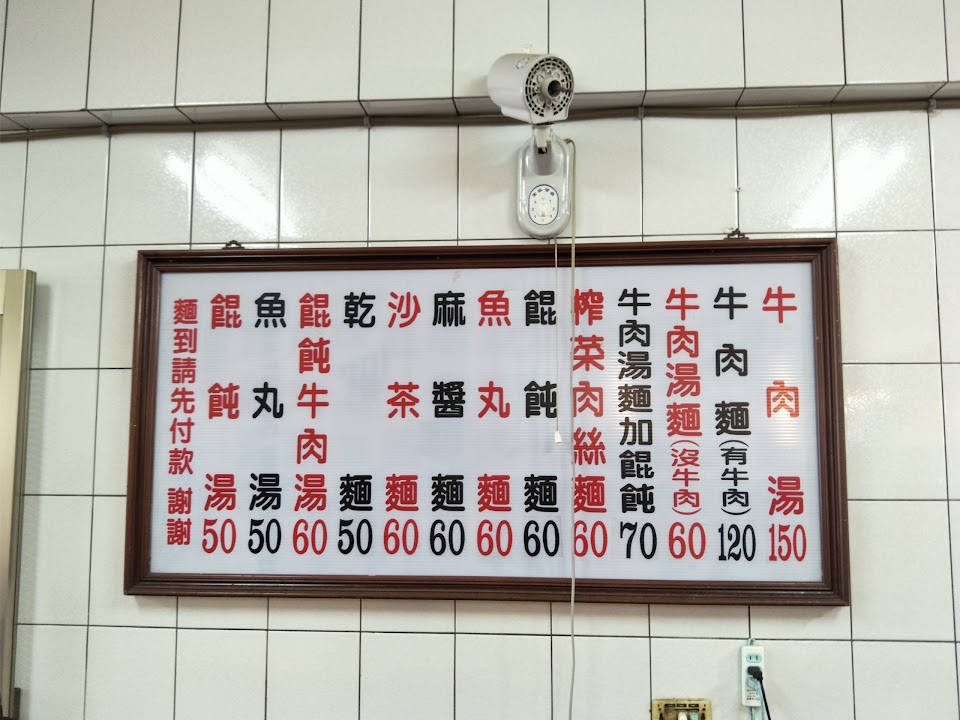 牛肉湯150
牛肉麵(有牛肉)120
牛肉湯麵(沒牛肉)60
牛肉湯麵加餛飩70
榨菜肉絲麵60
餛飩麵60
魚丸麵60
麻醬麵60
沙茶麵60
乾麵50
餛飩牛肉湯60
魚丸湯50
餛飩湯50
麵到請先付款 謝謝